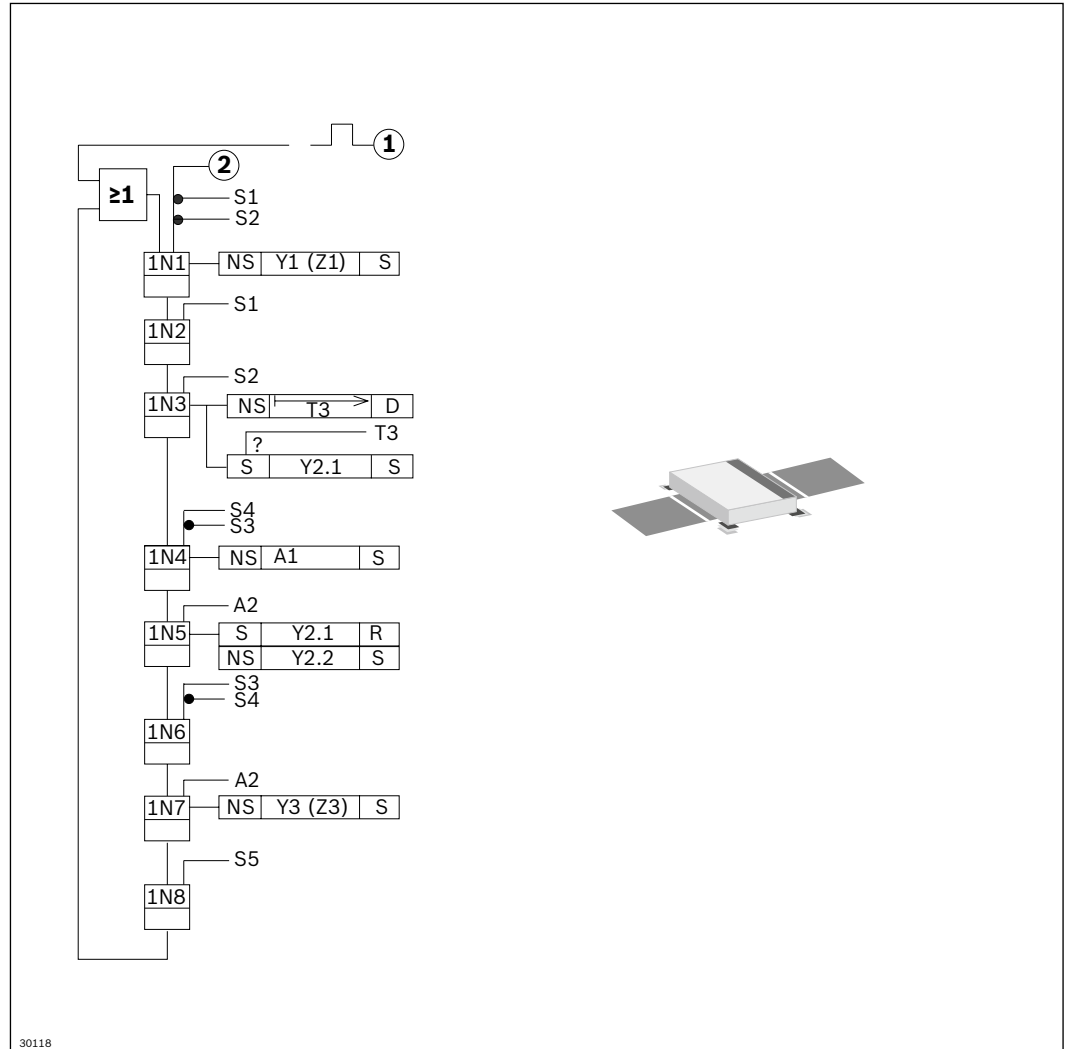 1
2
≥1
S1
S2
1N1 NS Y1 (Z1) S
S1
1N2
S2
1N3 NS T3 D
T3
?
S Y2.1 S
S4
S3
1N4 NS A1 S
A2
1N5 S Y2.1 R
NS Y2.2 S
S3
S4
1N6
A2
1N7 NS Y3 (Z3) S
S5
1N8
30118